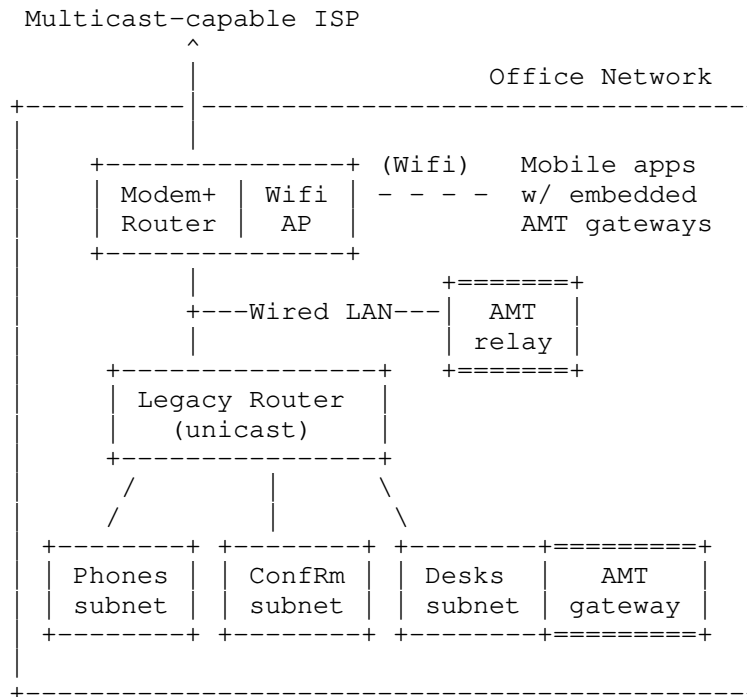 Multicast-capable ISP
Office Network
(Wifi) Mobile apps
Modem+ Wifi - - - - w/ embedded
Router AP AMT gateways
---Wired LAN--- AMT
relay
Legacy Router
(unicast)
Phones ConfRm Desks AMT
subnet subnet subnet gateway